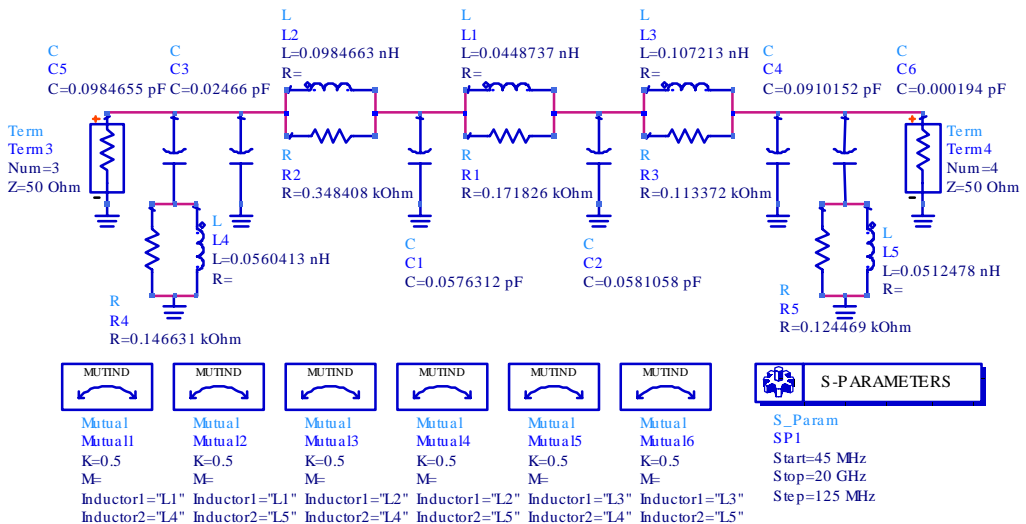 C
C5
C=0.0984655 pF
C
C3
C=0.02466 pF
L
L2
L=0.0984663 nH
R=
L
L1
L=0.0448737 nH
R=
L
L3
L=0.107213 nH
R=
C
C4
C=0.0910152 pF
C
C6
C=0.000194 pF
+
Term
Term3
Num=3
Z=50 Ohm
-
R
R2
R=0.348408 kOhm
R
R1
R=0.171826 kOhm
R
R3
R=0.113372 kOhm
+
Term
Term4
Num=4
Z=50 Ohm
-
L
L4
L=0.0560413 nH
R=
C
C1
C=0.0576312 pF
C
C2
C=0.0581058 pF
L
L5
L=0.0512478 nH
R=
R
R4
R=0.146631 kOhm
R
R5
R=0.124469 kOhm
MUTIND
Mutual
Mutual1
K=0.5
M=
Inductor1="L1"
Inductor2="L4"
MUTIND
Mutual
Mutual2
K=0.5
M=
Inductor1="L1"
Inductor2="L5"
MUTIND
Mutual
Mutual3
K=0.5
M=
Inductor1="L2"
Inductor2="L4"
MUTIND
Mutual
Mutual4
K=0.5
M=
Inductor1="L2"
Inductor2="L5"
MUTIND
Mutual
Mutual5
K=0.5
M=
Inductor1="L3"
Inductor2="L4"
MUTIND
Mutual
Mutual6
K=0.5
M=
Inductor1="L3"
Inductor2="L5"
S-PARAMETERS
S_Param
SP1
Start=45 MHz
Stop=20 GHz
Step=125 MHz